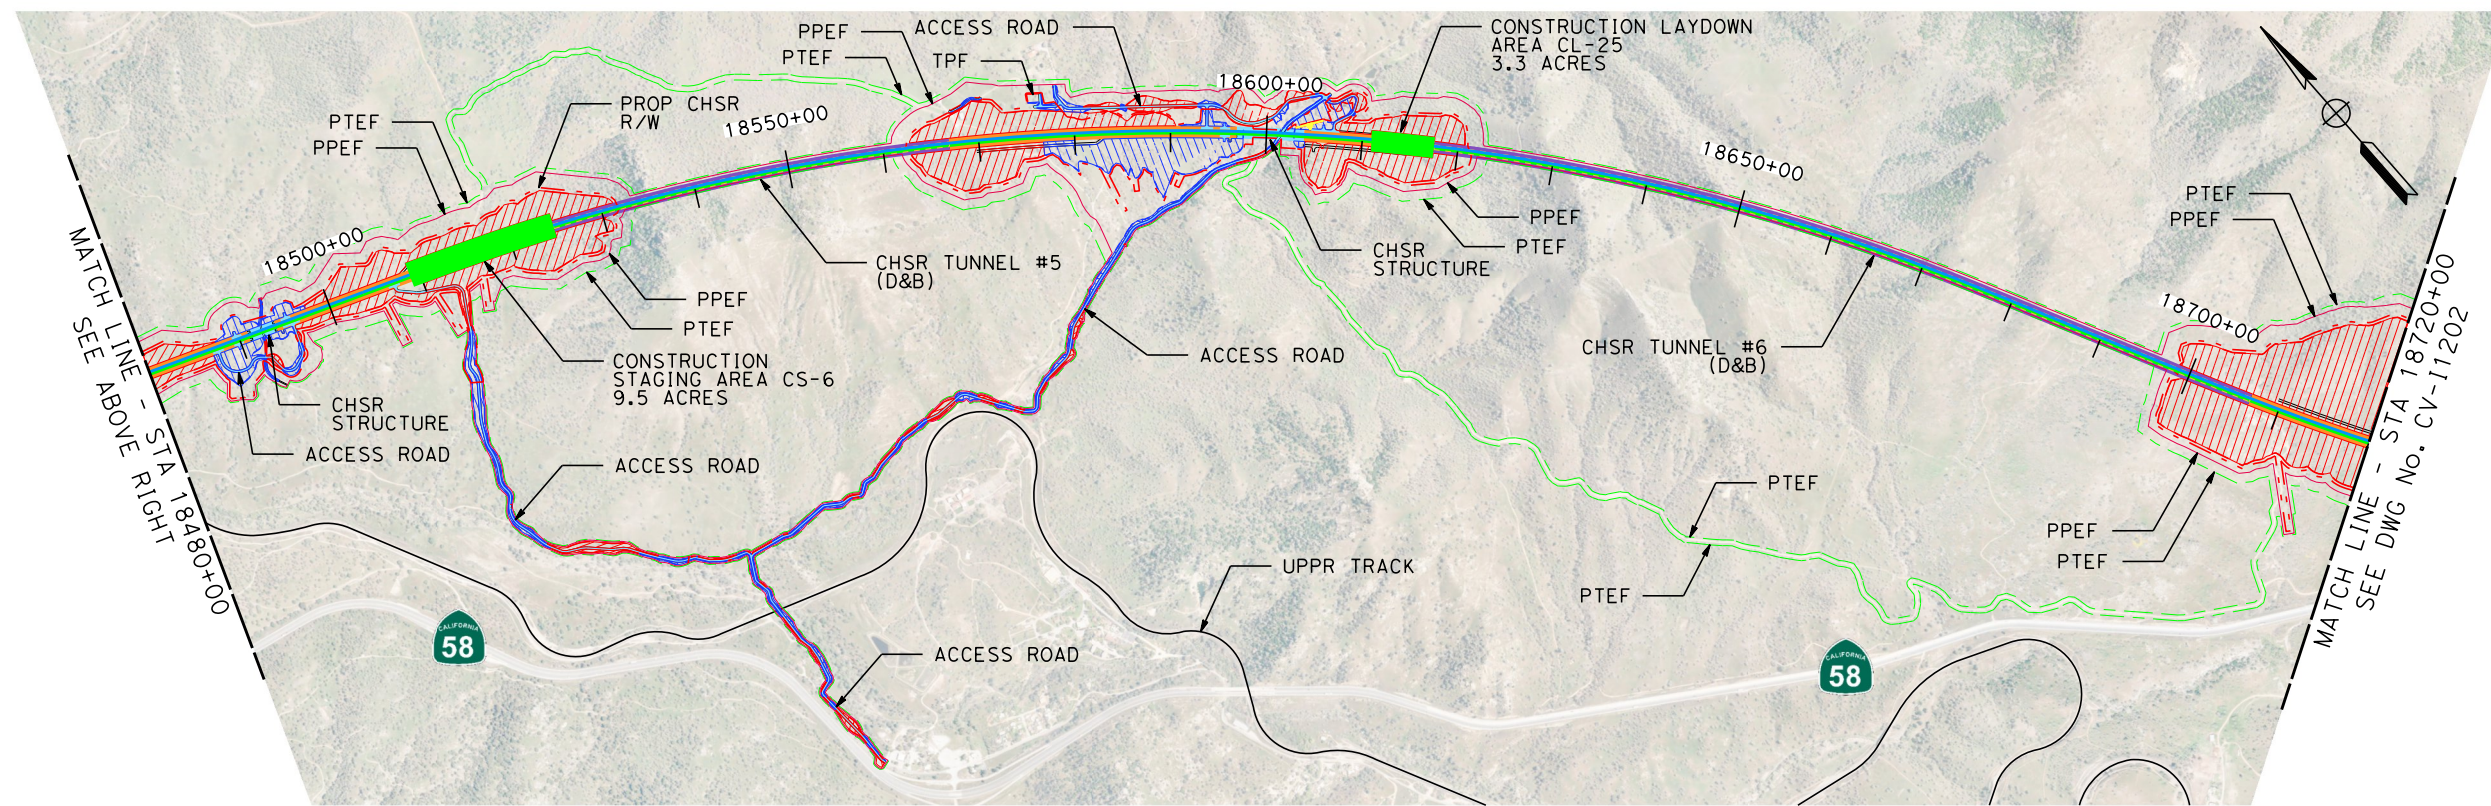 PPEF
ACCESS ROAD
PTEF
TPF
CONSTRUCTION LAYDOWN
AREA CL-25
3.3 ACRES
PROP CHSR
R/W
18550+00
18600+00
PTEF
PPEF
18500+00
18650+00
PTEF
PPEF
PPEF
PTEF
CHSR
STRUCTURE
CHSR TUNNEL #5
(D&B)
PPEF
PTEF
18700+00
CHSR TUNNEL #6
(D&B)
ACCESS ROAD
CONSTRUCTION
STAGING AREA CS-6
9.5 ACRES
CHSR
STRUCTURE
ACCESS ROAD
ACCESS ROAD
PTEF
PPEF
PTEF
UPPR TRACK
PTEF
ACCESS ROAD
CALIFORNIA
58
CALIFORNIA
58
MATCH LINE - STA 18480+00
SEE ABOVE RIGHT
MATCH LINE - STA 18720+00
SEE DWG No. CV-I1202